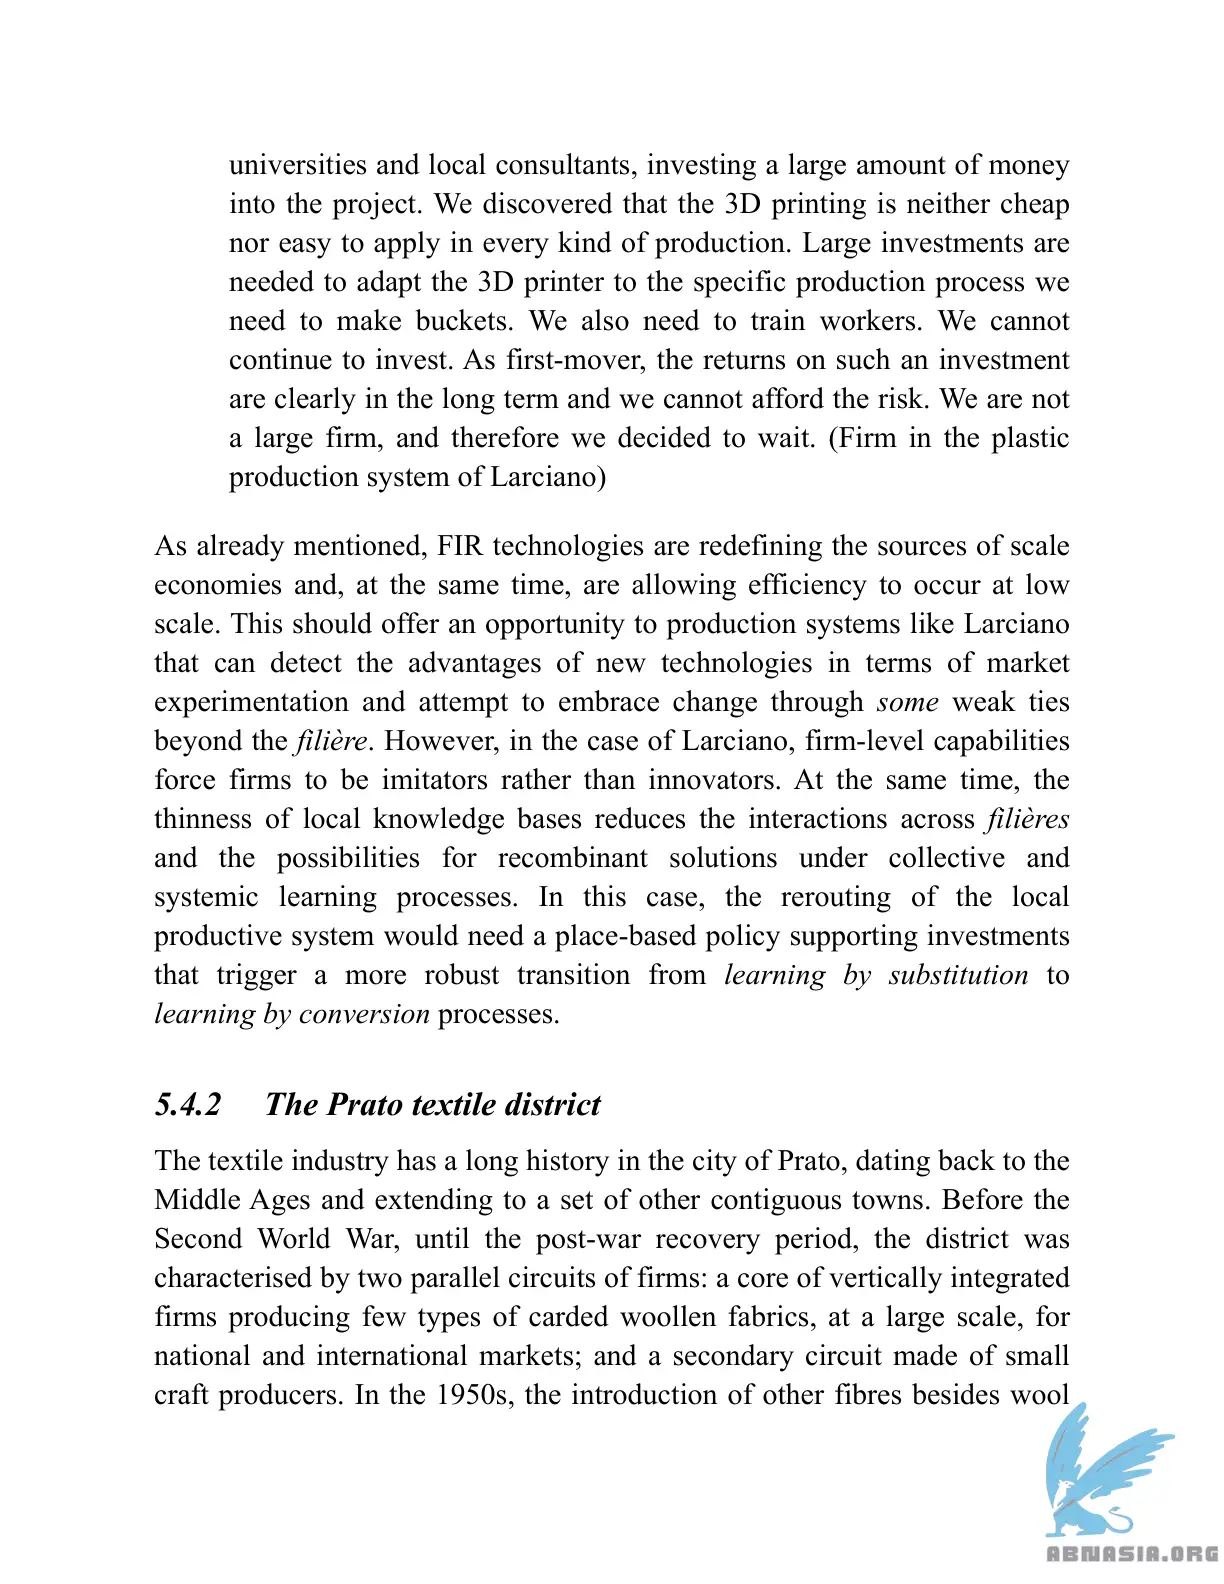 universities and local consultants, investing a large amount of money
into the project. We discovered that the 3D printing is neither cheap
nor easy to apply in every kind of production. Large investments are
needed to adapt the 3D printer to the specific production process we
need to make buckets. We also need to train workers. We cannot
continue to invest. As first-mover, the returns on such an investment
are clearly in the long term and we cannot afford the risk. We are not
a large firm, and therefore we decided to wait. (Firm in the plastic
production system of Larciano)
As already mentioned, FIR technologies are redefining the sources of scale
economies and, at the same time, are allowing efficiency to occur at low
scale. This should offer an opportunity to production systems like Larciano
that can detect the advantages of new technologies in terms of market
experimentation and attempt to embrace change through some weak ties
beyond the filière. However, in the case of Larciano, firm-level capabilities
force firms to be imitators rather than innovators. At the same time, the
thinness of local knowledge bases reduces the interactions across filières
and the possibilities for recombinant solutions under collective and
systemic learning processes. In this case, the rerouting of the local
productive system would need a place-based policy supporting investments
that trigger a more robust transition from learning by substitution to
learning by conversion processes.
5.4.2 The Prato textile district
The textile industry has a long history in the city of Prato, dating back to the
Middle Ages and extending to a set of other contiguous towns. Before the
Second World War, until the post-war recovery period, the district was
characterised by two parallel circuits of firms: a core of vertically integrated
firms producing few types of carded woollen fabrics, at a large scale, for
national and international markets; and a secondary circuit made of small
craft producers. In the 1950s, the introduction of other fibres besides wool
ABNASIA.ORG